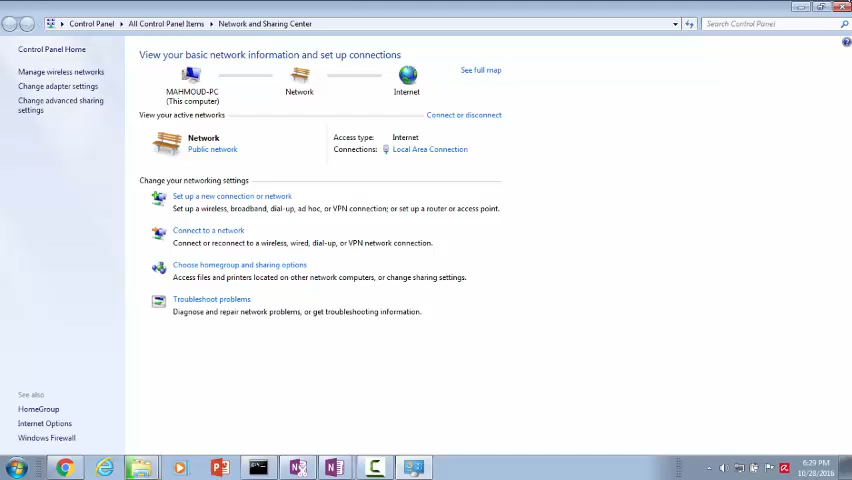 Control Panel ▸ All Control Panel Items ▸ Network and Sharing Center
Search Control Panel
Control Panel Home
Manage wireless networks
Change adapter settings
Change advanced sharing
settings
View your basic network information and set up connections
See full map
MAHMOUD-PC
(This computer)
Network
Internet
View your active networks
Connect or disconnect
Network
Public network
Access type: Internet
Connections: Local Area Connection
Change your networking settings
Set up a new connection or network
Set up a wireless, broadband, dial-up, ad hoc, or VPN connection; or set up a router or access point.
Connect to a network
Connect or reconnect to a wireless, wired, dial-up, or VPN network connection.
Choose homegroup and sharing options
Access files and printers located on other network computers, or change sharing settings.
Troubleshoot problems
Diagnose and repair network problems, or get troubleshooting information.
See also
HomeGroup
Internet Options
Windows Firewall
6:29 PM
10/28/2016